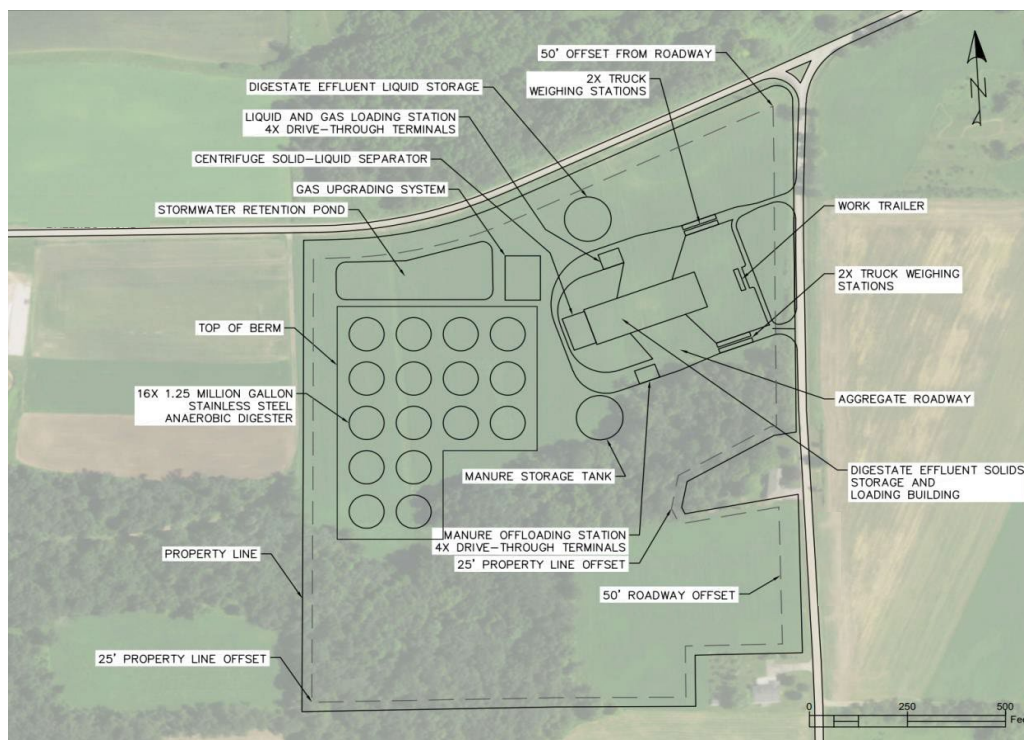 50' OFFSET FROM ROADWAY
2X TRUCK
WEIGHING STATIONS
DIGESTATE EFFLUENT LIQUID STORAGE
LIQUID AND GAS LOADING STATION
4X DRIVE-THROUGH TERMINALS
CENTRIFUGE SOLID-LIQUID SEPARATOR
GAS UPGRADING SYSTEM
STORMWATER RETENTION POND
N
WORK TRAILER
2X TRUCK WEIGHING
STATIONS
TOP OF BERM
16X 1.25 MILLION GALLON
STAINLESS STEEL
ANAEROBIC DIGESTER
AGGREGATE ROADWAY
MANURE STORAGE TANK
DIGESTATE EFFLUENT SOLIDS
STORAGE AND
LOADING BUILDING
MANURE OFFLOADING STATION
4X DRIVE-THROUGH TERMINALS
25' PROPERTY LINE OFFSET
PROPERTY LINE
50' ROADWAY OFFSET
25' PROPERTY LINE OFFSET
0 250 500
Fee